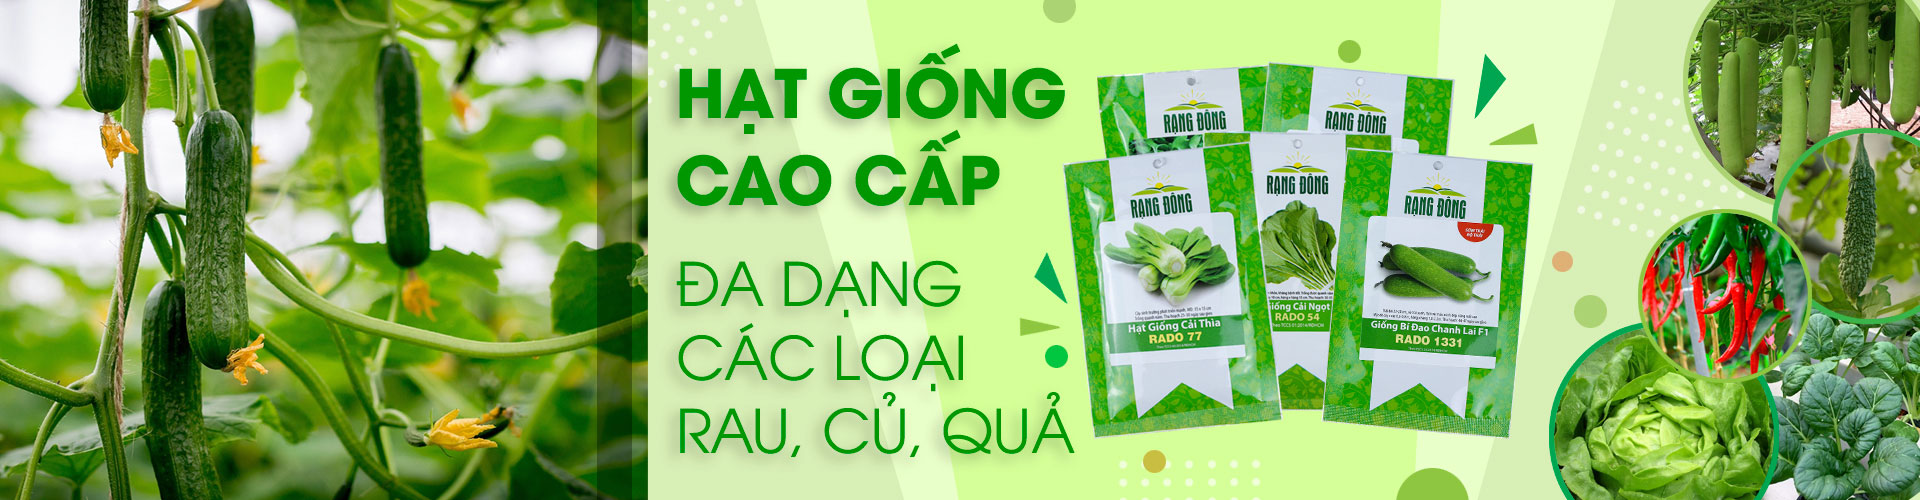 HẠT GIỐNG
CAO CẤP
ĐA DẠNG
CÁC LOẠI
RAU, CỦ, QUẢ
RẠNG ĐÔNG
RẠNG ĐÔNG
RẠNG ĐÔNG
Hạt Giống Cải Thìa
RADO 77
RẠNG ĐÔNG
Giống Cải Ngọt
RADO 54
RẠNG ĐÔNG
Giống Bí Đao Chanh Lai F1
RADO 1331